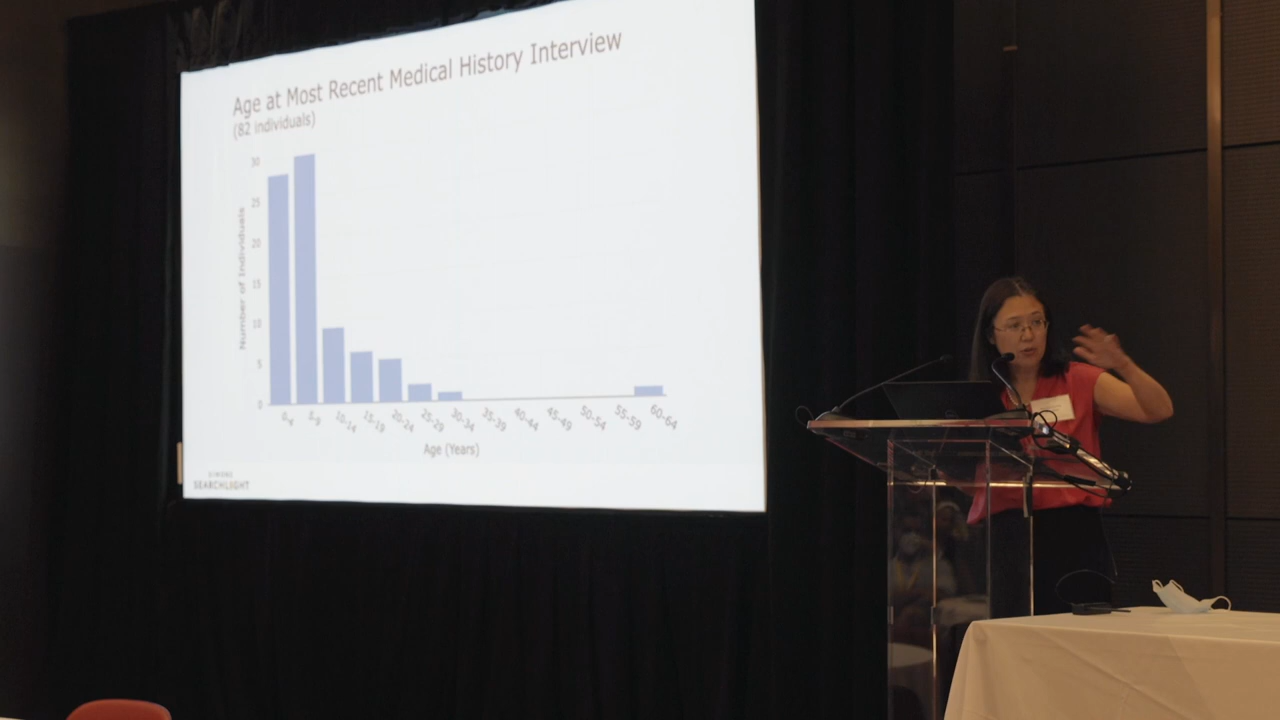 Age at Most Recent Medical History Interview
(82 individuals)
Number of Individuals
30
25
20
15
10
5
0
0-4 5-9 10-14 15-19 20-24 25-29 30-34 35-39 40-44 45-49 50-54 55-59 60-64
Age (Years)
SIMONS
SEARCHLIGHT